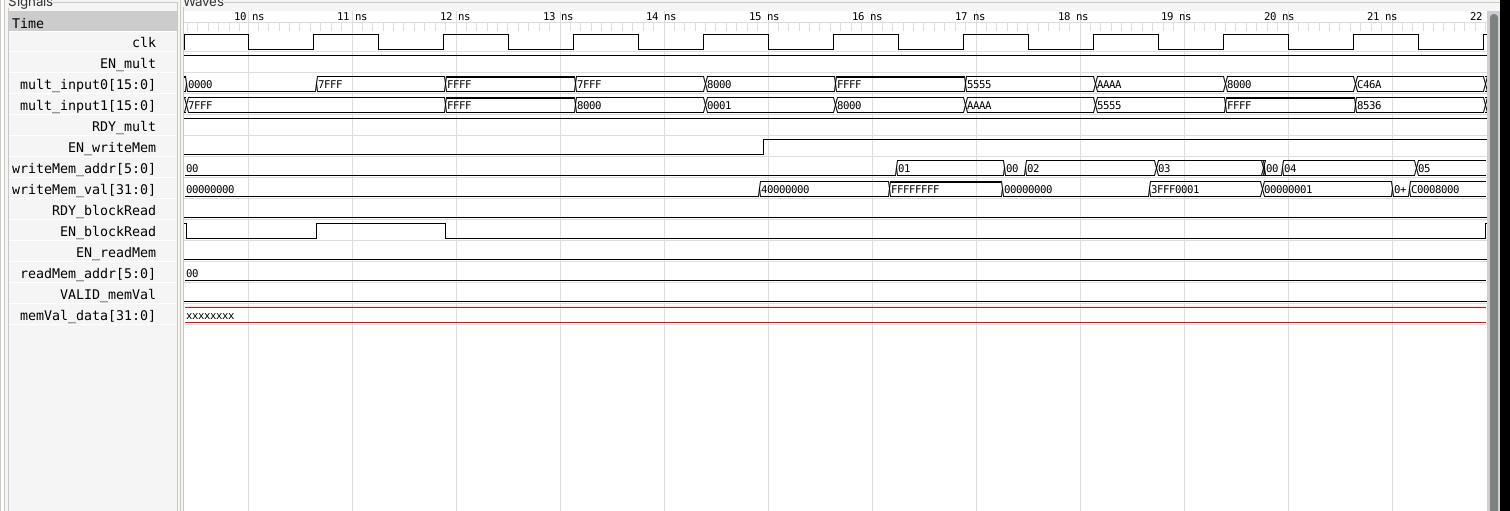 Signals
Waves
Time
10 ns 11 ns 12 ns 13 ns 14 ns 15 ns 16 ns 17 ns 18 ns 19 ns 20 ns 21 ns 22
clk
EN_mult
mult_input0[15:0] 0000 7FFF FFFF 7FFF 8000 FFFF 5555 AAAA 8000 C46A
mult_input1[15:0] 7FFF FFFF 8000 0001 8000 AAAA 5555 FFFF 8536
RDY_mult
EN_writeMem
writeMem_addr[5:0] 00 01 00 02 03 00 04 05
writeMem_val[31:0] 00000000 40000000 FFFFFFFF 00000000 3FFF0001 00000001 0+ C0008000
RDY_blockRead
EN_blockRead
EN_readMem
readMem_addr[5:0] 00
VALID_memVal
memVal_data[31:0] xxxxxxxx